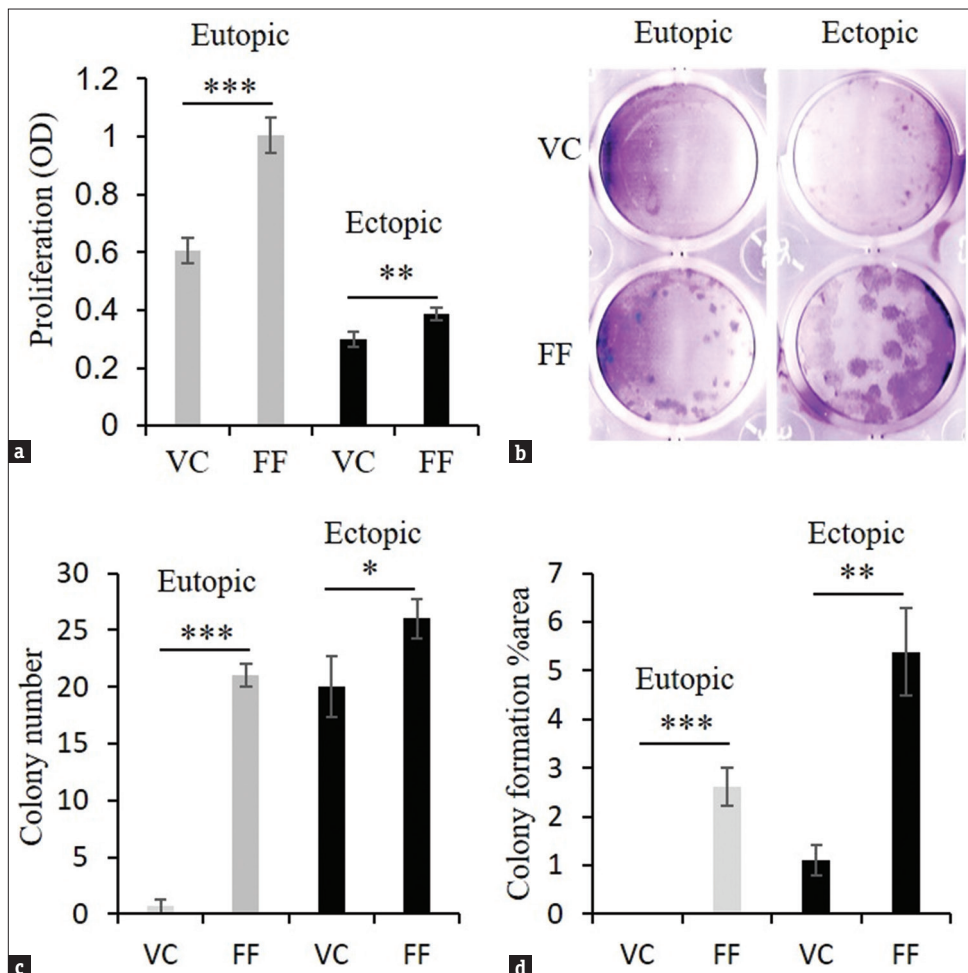 Eutopic
***
1.2
1
0.8
0.6
0.4
0.2
0
Proliferation (OD)
Ectopic
**
VC FF VC FF
a
Eutopic Ectopic
VC
FF
b
Ectopic
*
Eutopic
***
30
25
20
15
10
5
0
Colony number
VC FF VC FF
c
Ectopic
**
Eutopic
***
7
6
5
4
3
2
1
0
Colony formation %area
VC FF VC FF
d